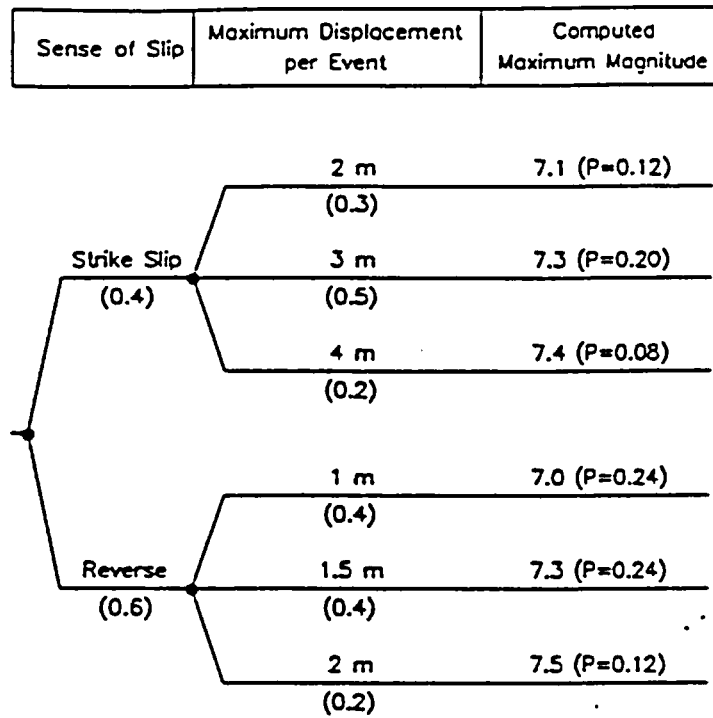 Sense of Slip
Maximum Displacement
per Event
Computed
Maximum Magnitude
2 m
7.1 (P=0.12)
(0.3)
Strike Slip
3 m
7.3 (P=0.20)
(0.4)
(0.5)
4 m
7.4 (P=0.08)
(0.2)
1 m
7.0 (P=0.24)
(0.4)
Reverse
1.5 m
7.3 (P=0.24)
(0.6)
(0.4)
2 m
7.5 (P=0.12)
(0.2)